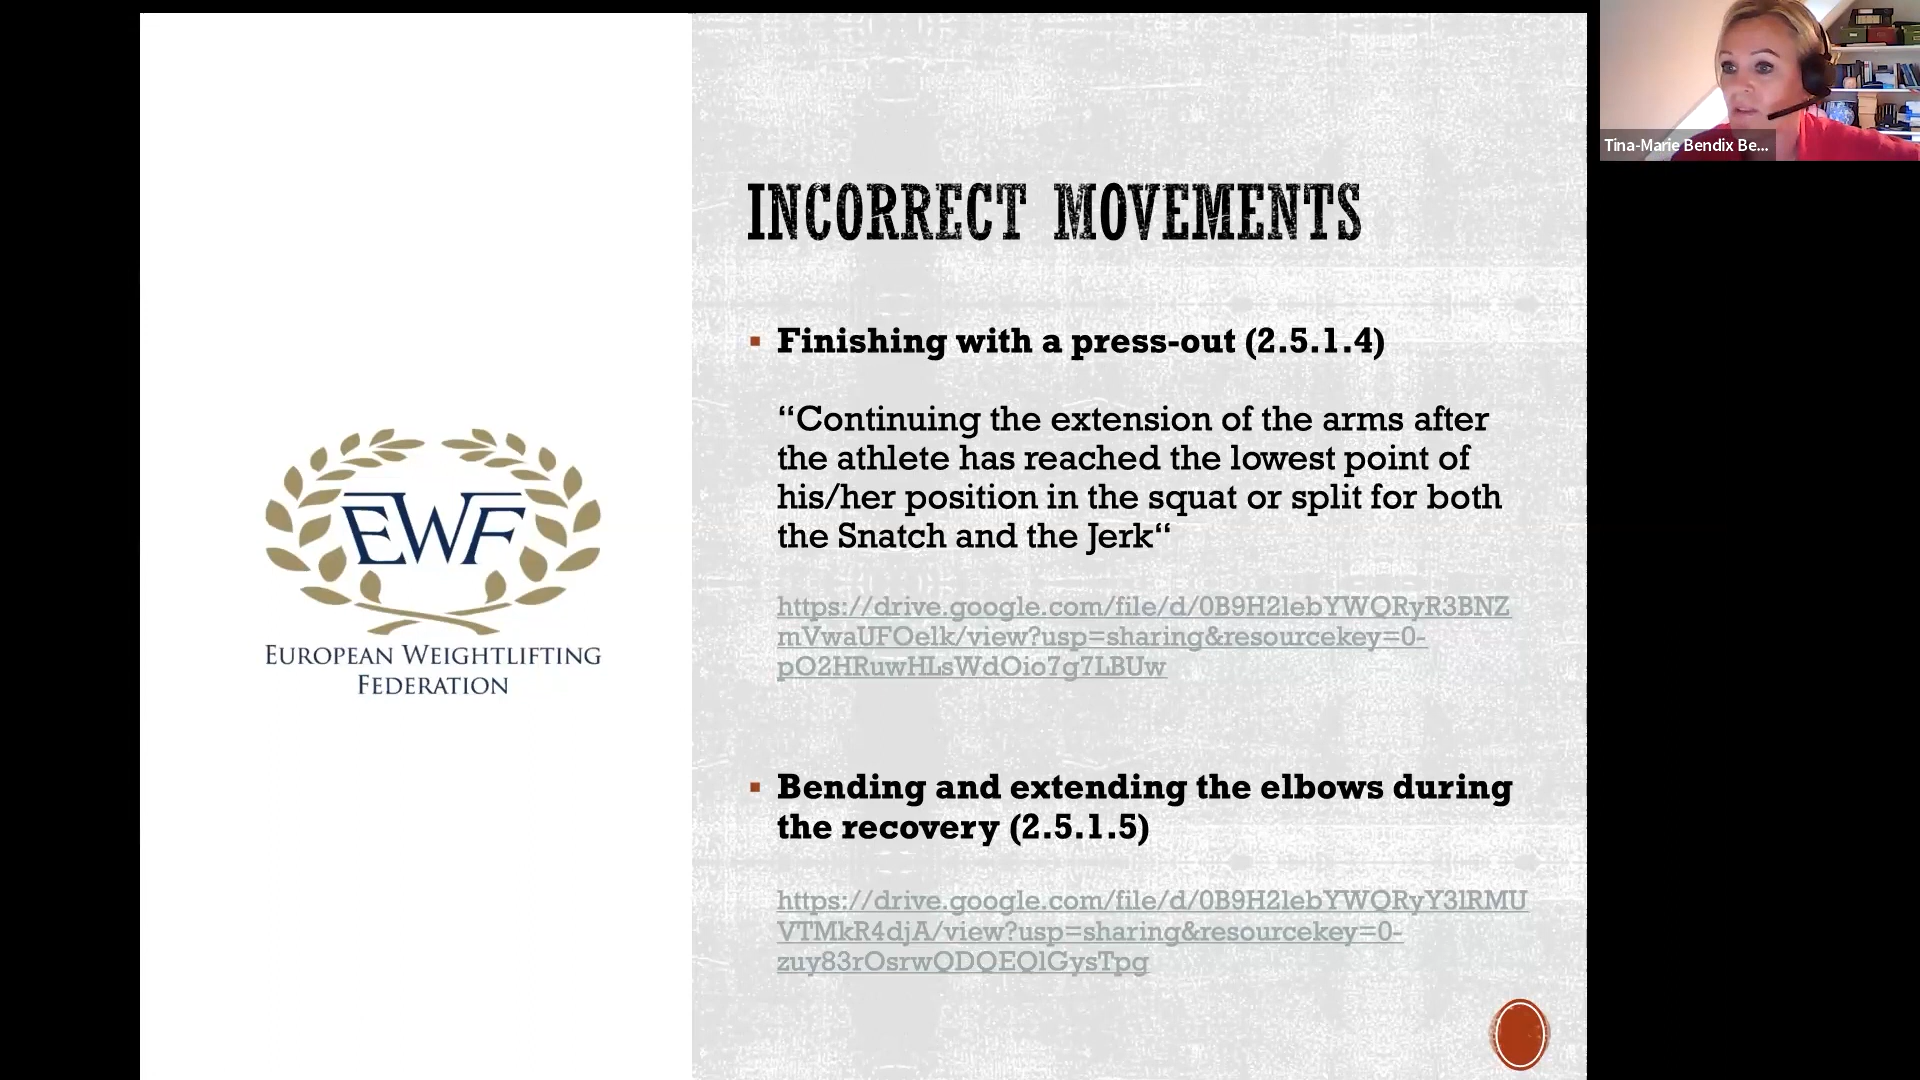 Tina-Marie Bendix Be...
INCORRECT MOVEMENTS
Finishing with a press-out (2.5.1.4)
“Continuing the extension of the arms after
the athlete has reached the lowest point of
his/her position in the squat or split for both
the Snatch and the Jerk“
https://drive.google.com/file/d/0B9H2lebYWQRyR3BNZ
mVwaUFOelk/view?usp=sharing&resourcekey=0-
pO2HRuwHLsWdOio7g7LBUw
Bending and extending the elbows during
the recovery (2.5.1.5)
https://drive.google.com/file/d/0B9H2lebYWQRyY3lRMU
VTMkR4djA/view?usp=sharing&resourcekey=0-
zuy83rOsrwQDQEQlGysTpg
EWF
EUROPEAN WEIGHTLIFTING
FEDERATION